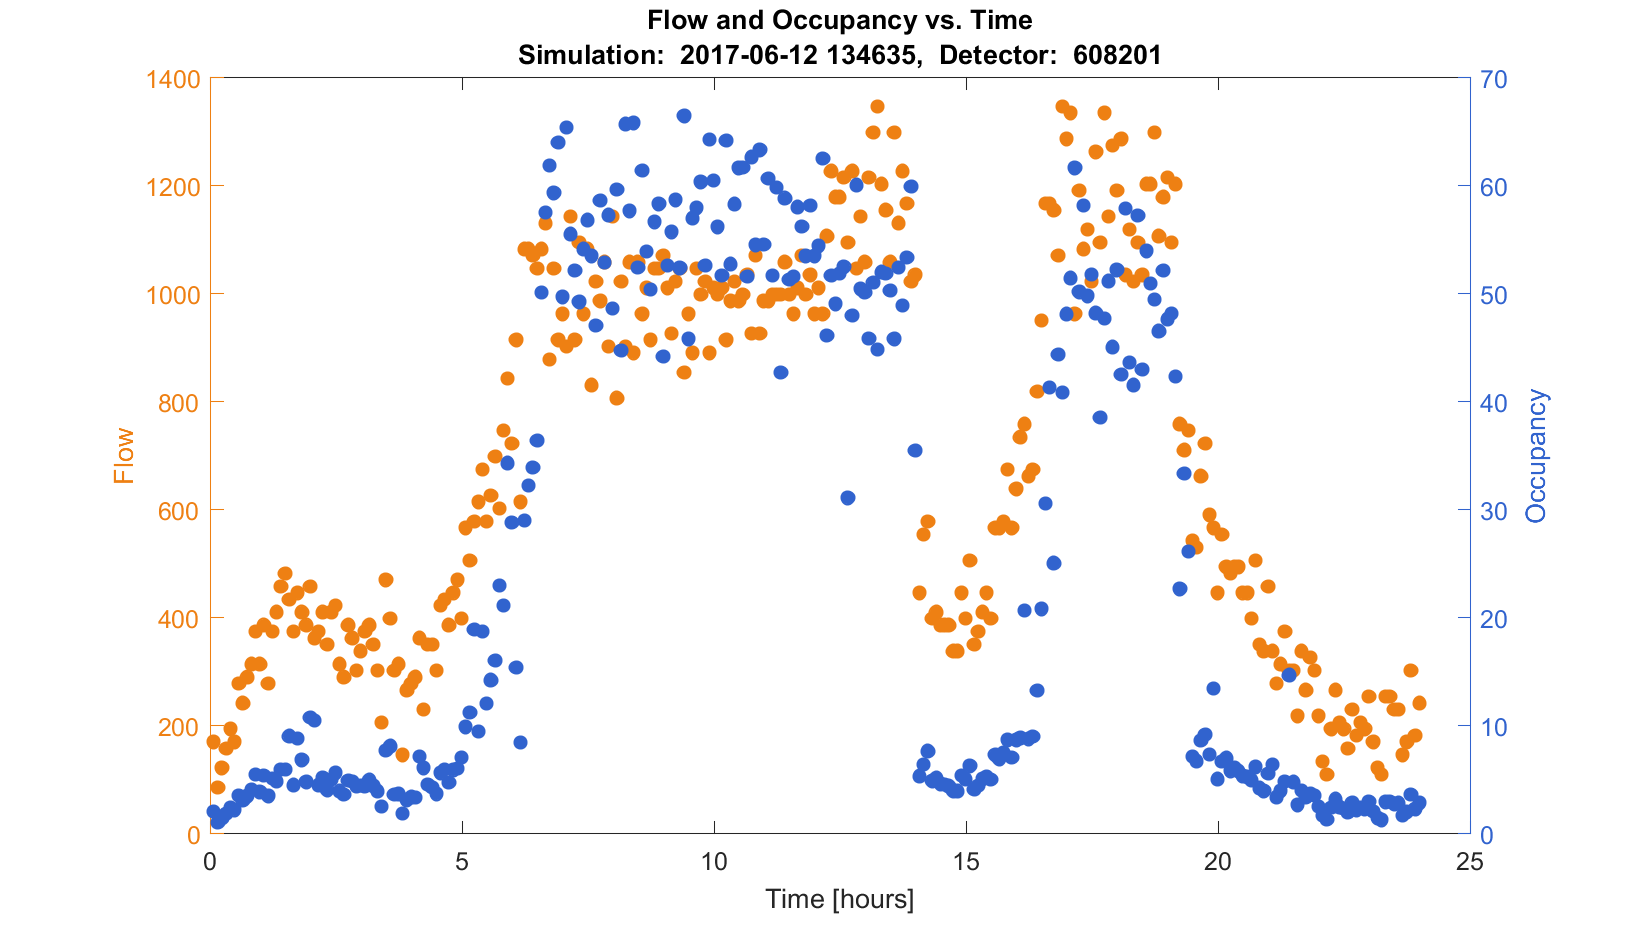 Flow and Occupancy vs. Time
Simulation:  2017-06-12 134635,  Detector:  608201
1400
1200
1000
800
600
400
200
0
Flow
70
60
50
40
30
20
10
0
Occupancy
0 5 10 15 20 25
Time [hours]